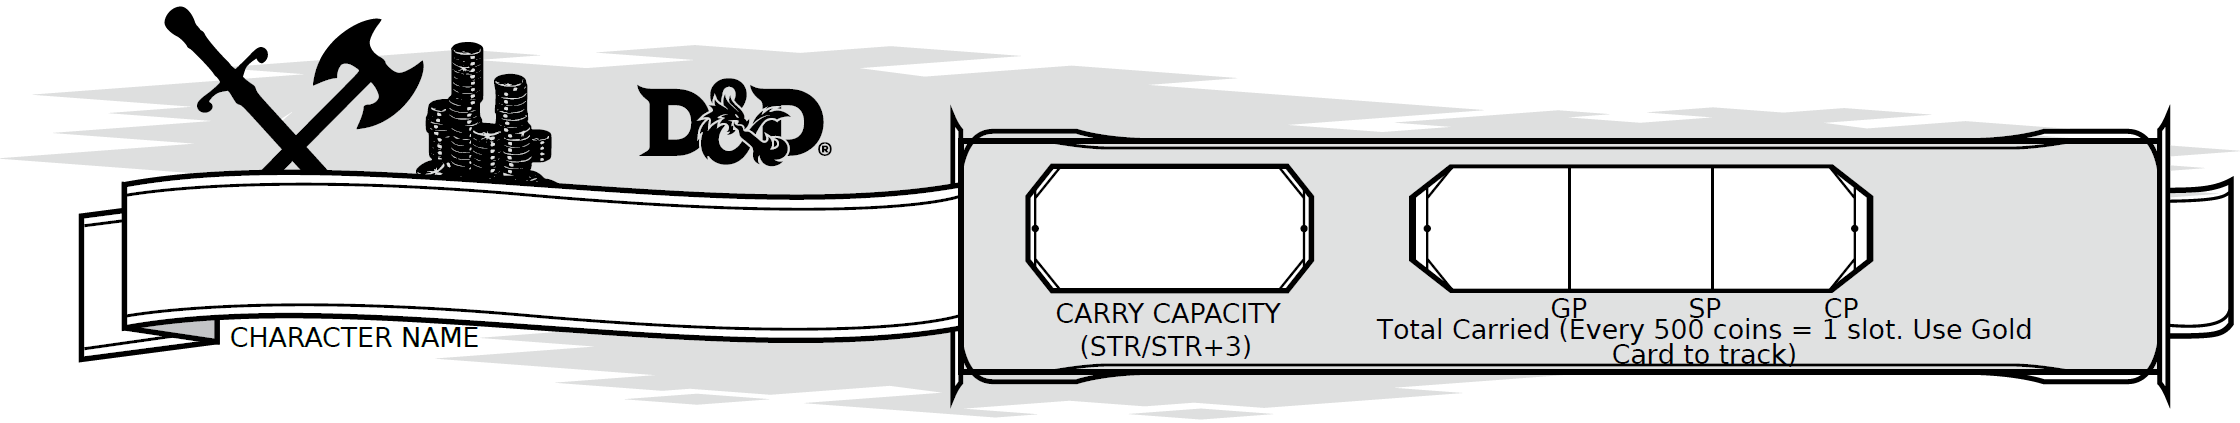 D&D®
CHARACTER NAME
CARRY CAPACITY
(STR/STR+3)
GP SP CP
Total Carried (Every 500 coins = 1 slot. Use Gold
Card to track)